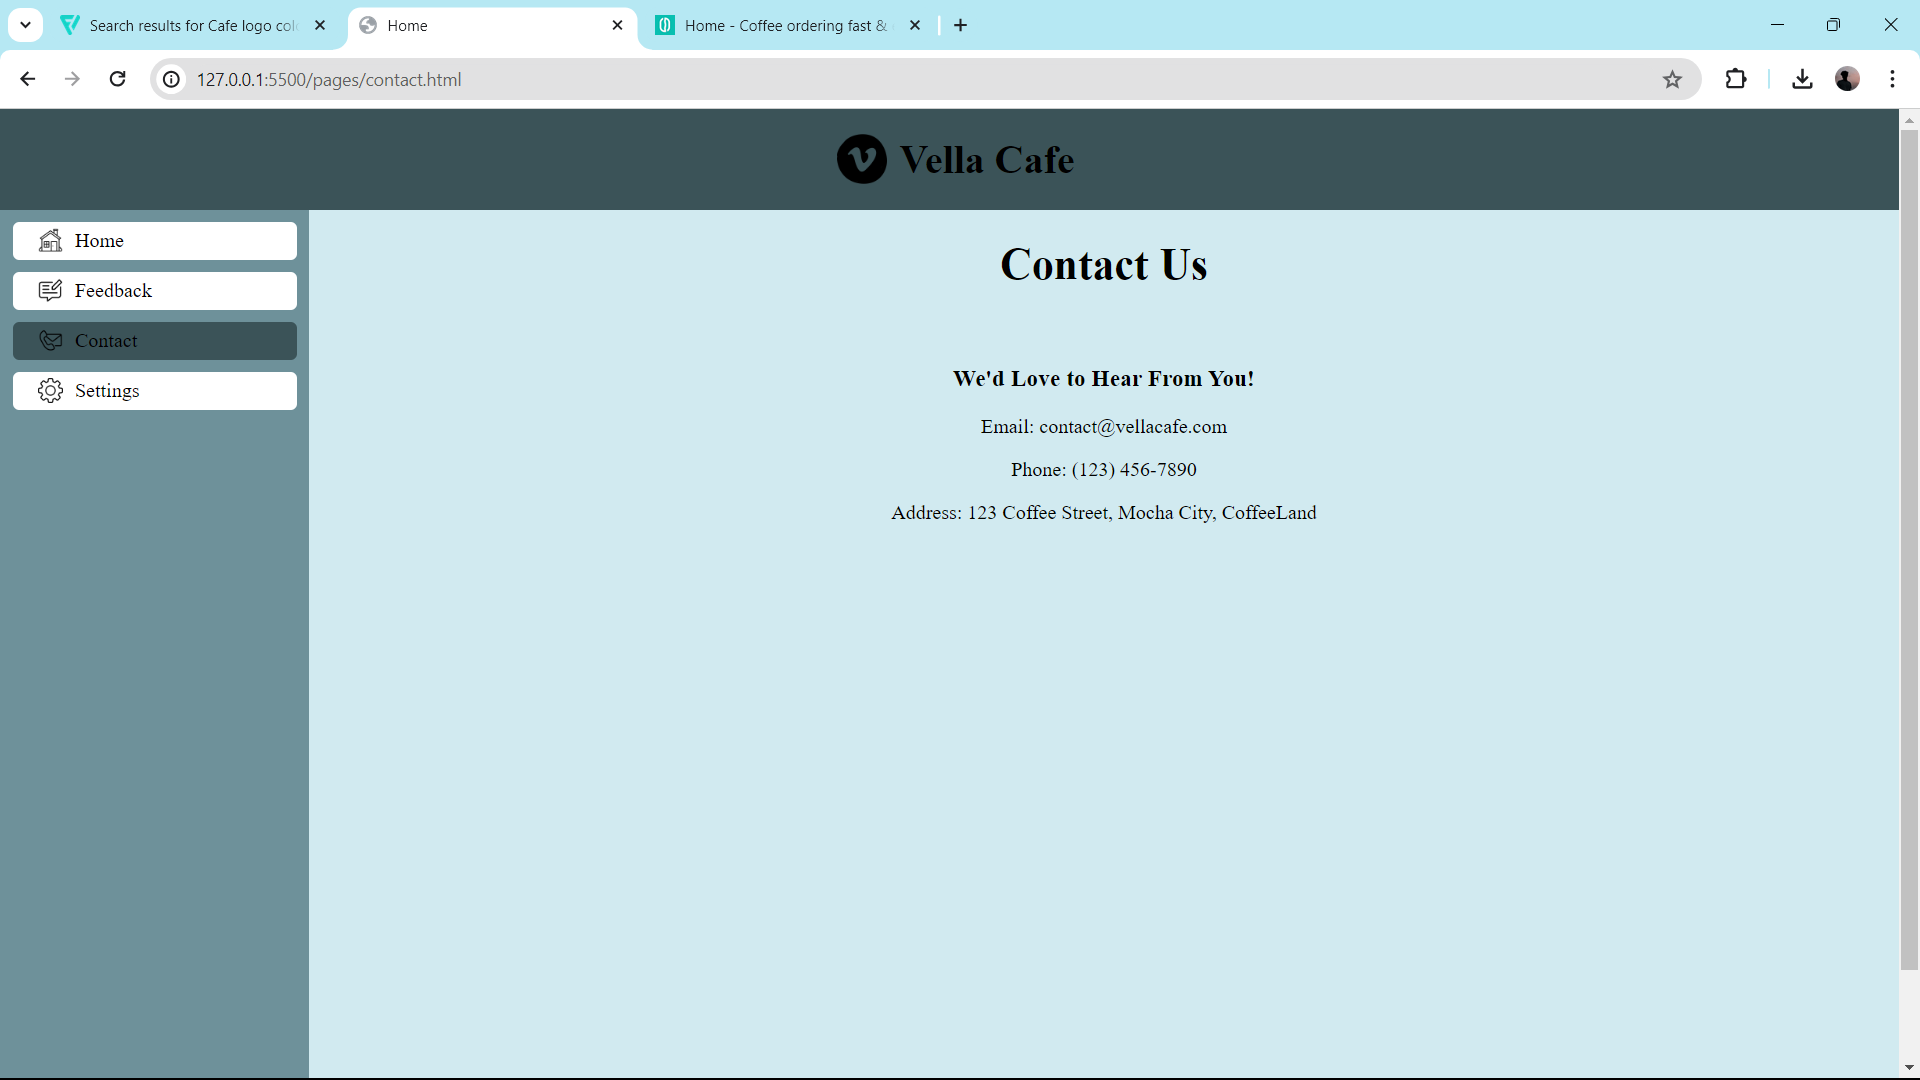 Search results for Cafe logo col
Home
Home - Coffee ordering fast &
127.0.0.1:5500/pages/contact.html
Vella Cafe
Home
Feedback
Contact
Settings
Contact Us
We'd Love to Hear From You!
Email: contact@vellacafe.com
Phone: (123) 456-7890
Address: 123 Coffee Street, Mocha City, CoffeeLand